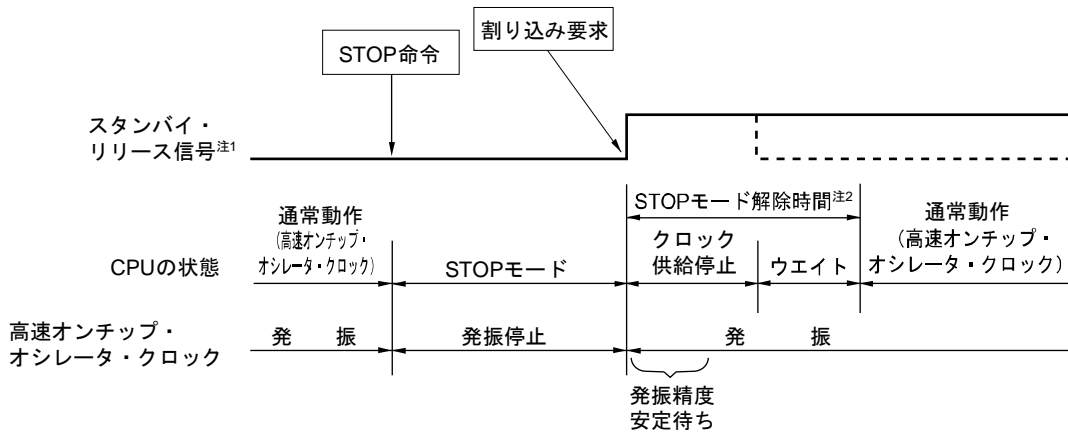 STOP命令
割り込み要求
スタンバイ・
リリース信号注1
STOPモード解除時間注2
通常動作
(高速オンチップ・
オシレータ・クロック)
クロック
供給停止
通常動作
(高速オンチップ・
オシレータ・クロック)
CPUの状態
STOPモード
ウエイト
高速オンチップ・
オシレータ・クロック
発　振
発振停止
発　振
発振精度
安定待ち